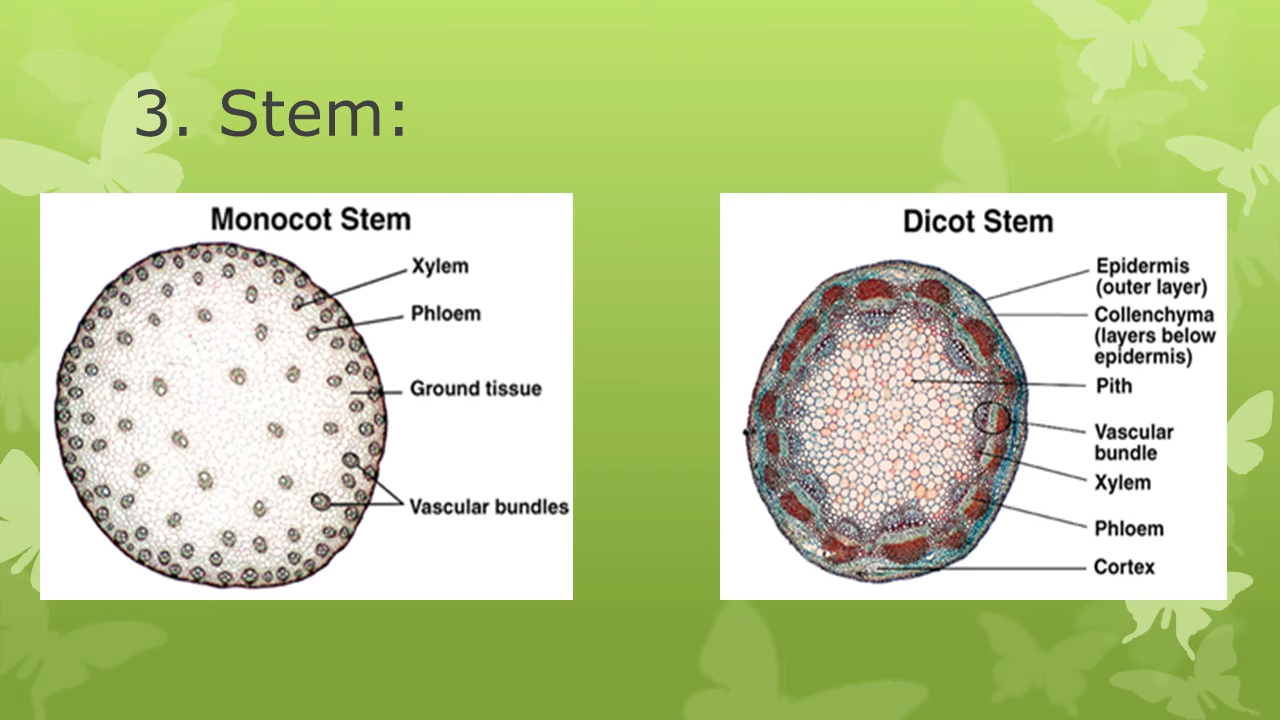 3. Stem:
Monocot Stem
Xylem
Phloem
Ground tissue
Vascular bundles
Dicot Stem
Epidermis
(outer layer)
Collenchyma
(layers below
epidermis)
Pith
Vascular
bundle
Xylem
Phloem
Cortex